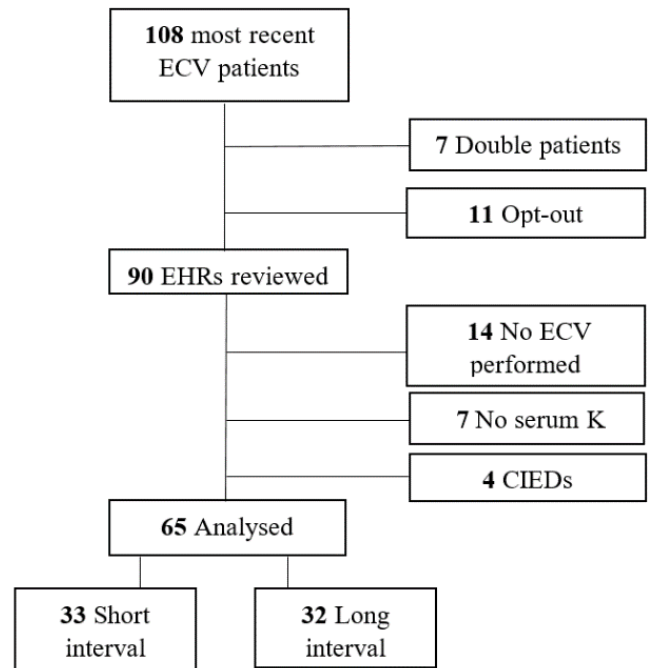 108 most recent
ECV patients
7 Double patients
11 Opt-out
90 EHRs reviewed
14 No ECV
performed
7 No serum K
4 CIEDs
65 Analysed
33 Short
interval
32 Long
interval